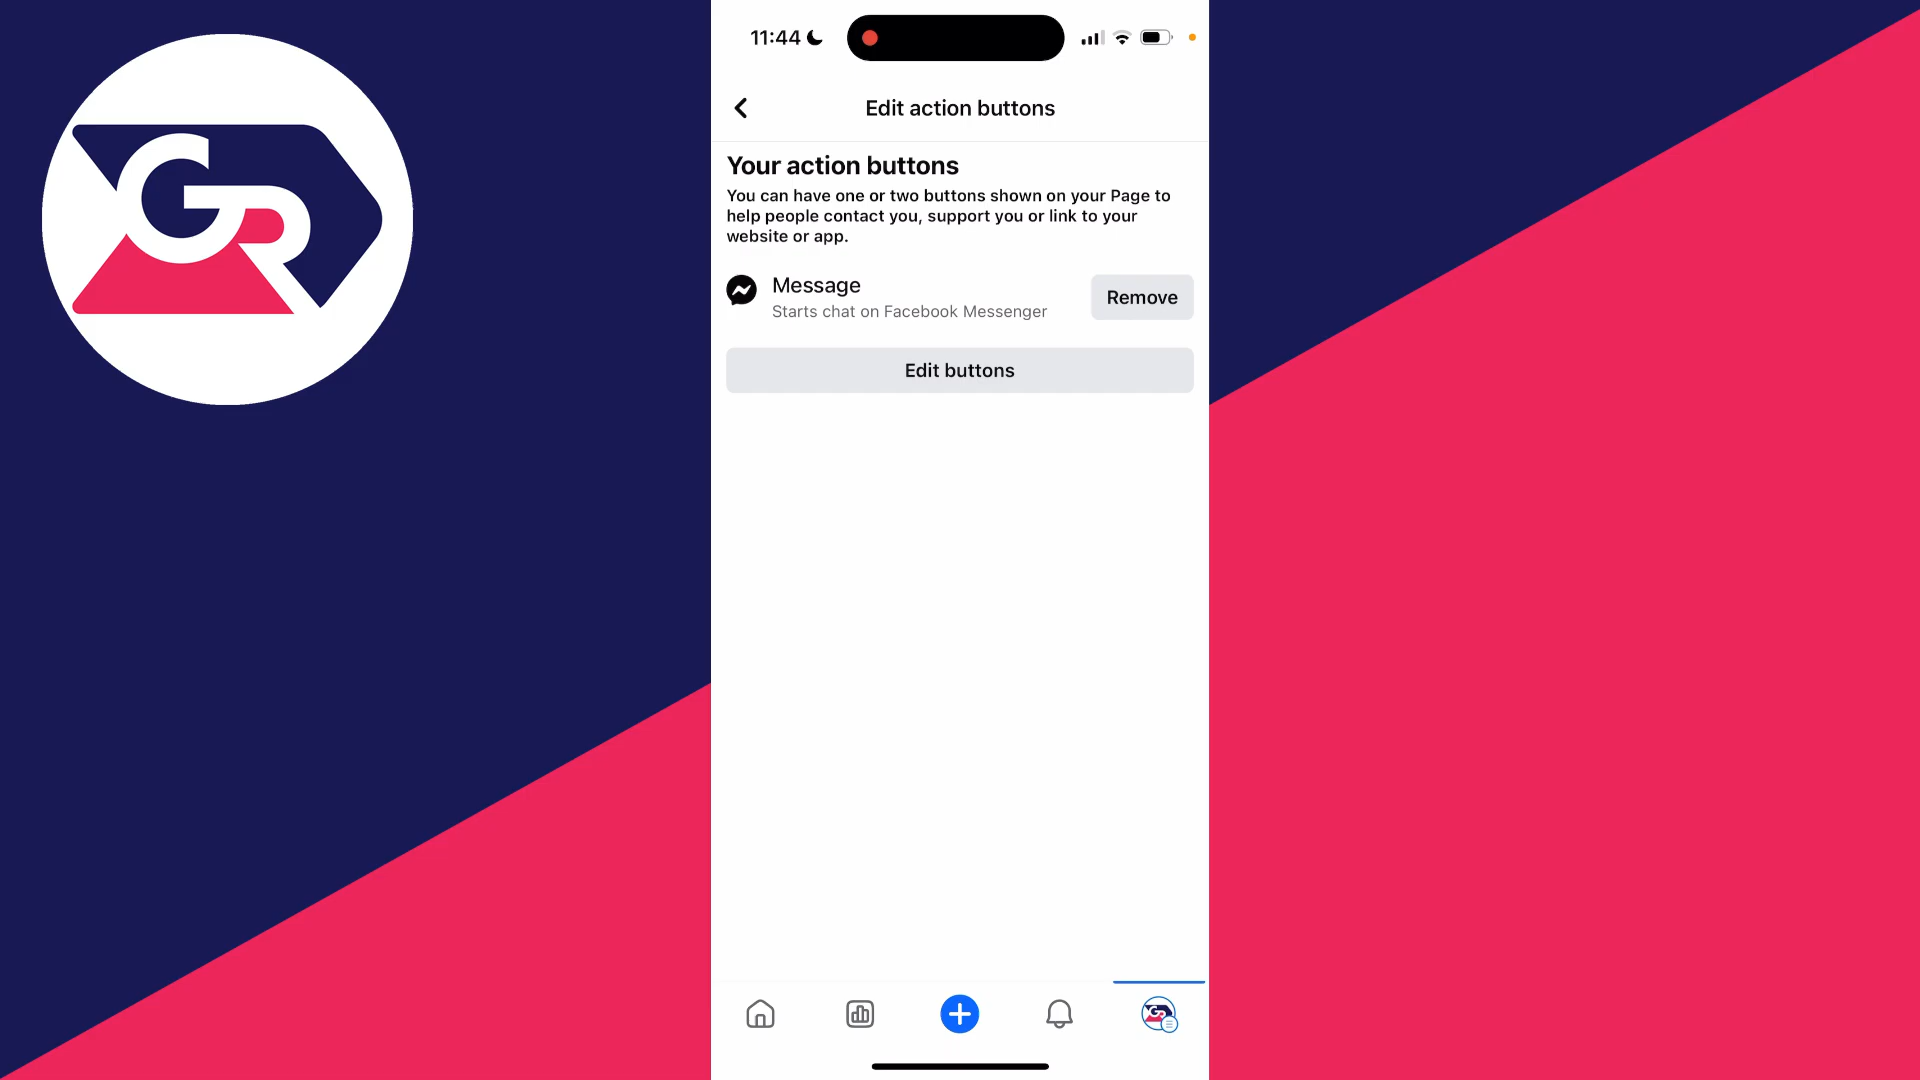 GR
11:44
Edit action buttons
Your action buttons
You can have one or two buttons shown on your Page to
help people contact you, support you or link to your
website or app.
Message
Starts chat on Facebook Messenger
Remove
Edit buttons
GR